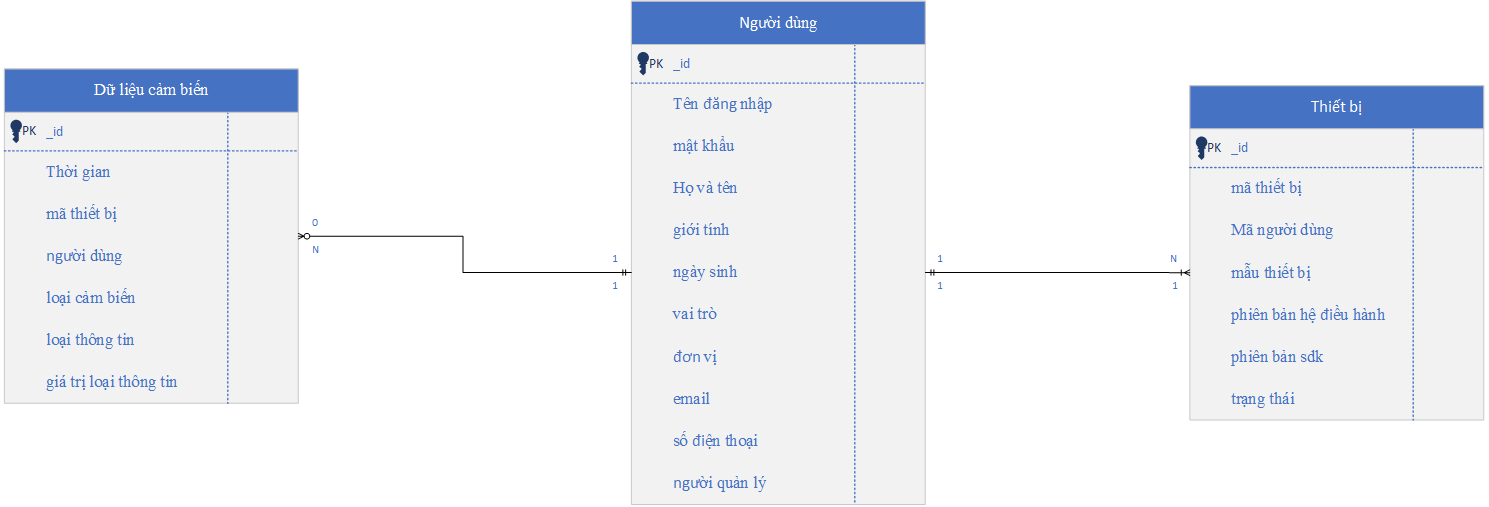 Dữ liệu cảm biến
PK _id
Thời gian
mã thiết bị
người dùng
loại cảm biến
loại thông tin
giá trị loại thông tin
0
N
1
1
Người dùng
PK _id
Tên đăng nhập
mật khẩu
Họ và tên
giới tính
ngày sinh
vai trò
đơn vị
email
số điện thoại
người quản lý
1
1
N
1
Thiết bị
PK _id
mã thiết bị
Mã người dùng
mẫu thiết bị
phiên bản hệ điều hành
phiên bản sdk
trạng thái